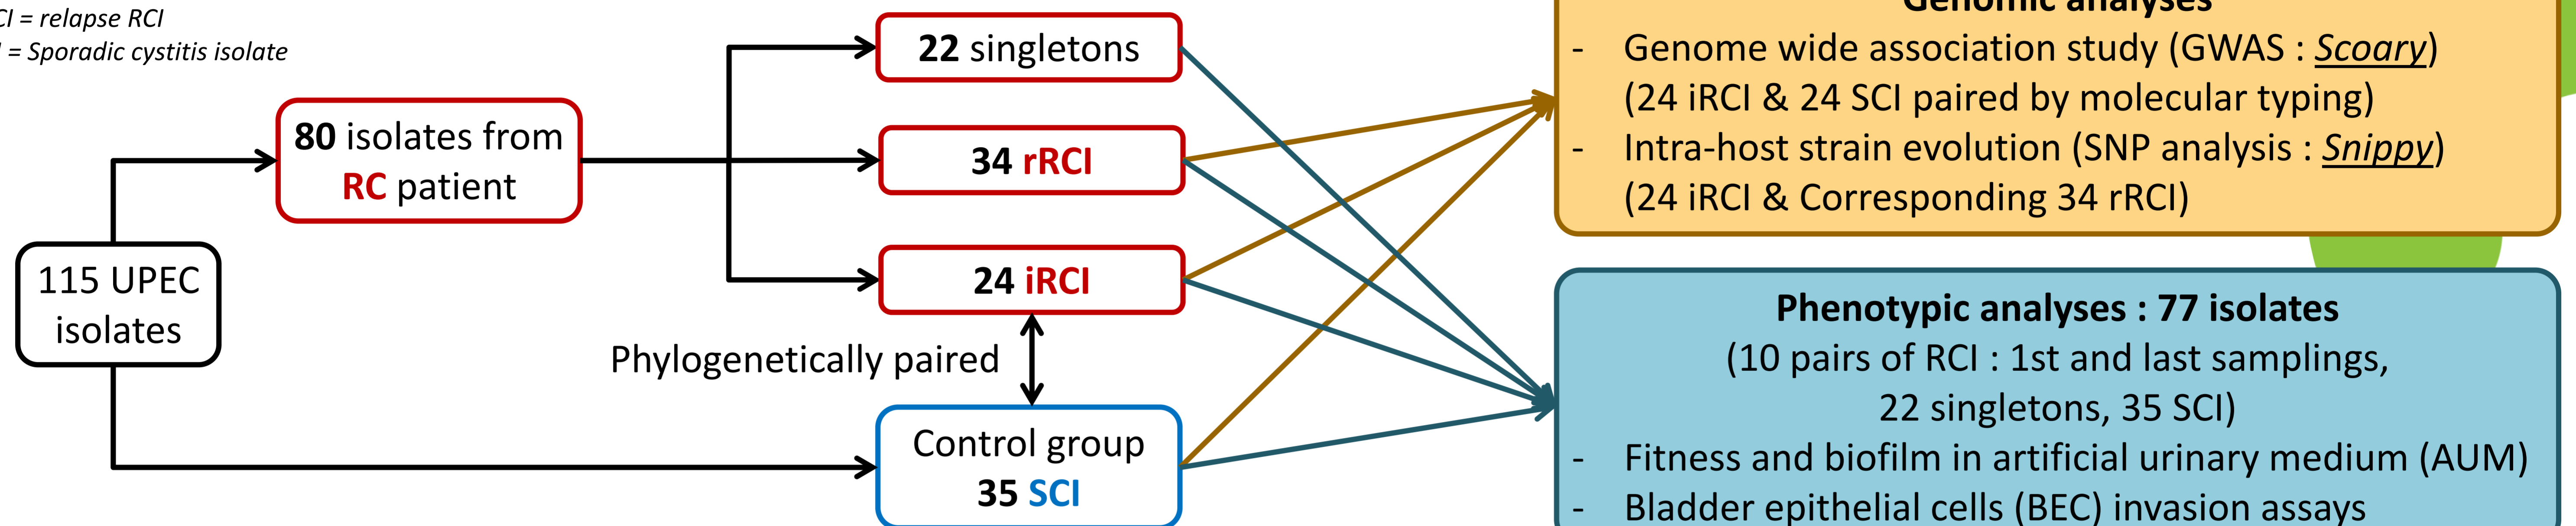 CI = relapse RCI
= Sporadic cystitis isolate
115 UPEC
isolates
80 isolates from
RC patient
22 singletons
34 rRCI
24 iRCI
Phylogenetically paired
Control group
35 SCI
Genomic analyses
- Genome wide association study (GWAS : Scoary)
(24 iRCI & 24 SCI paired by molecular typing)
- Intra-host strain evolution (SNP analysis : Snippy)
(24 iRCI & Corresponding 34 rRCI)
Phenotypic analyses : 77 isolates
(10 pairs of RCI : 1st and last samplings,
22 singletons, 35 SCI)
- Fitness and biofilm in artificial urinary medium (AUM)
- Bladder epithelial cells (BEC) invasion assays